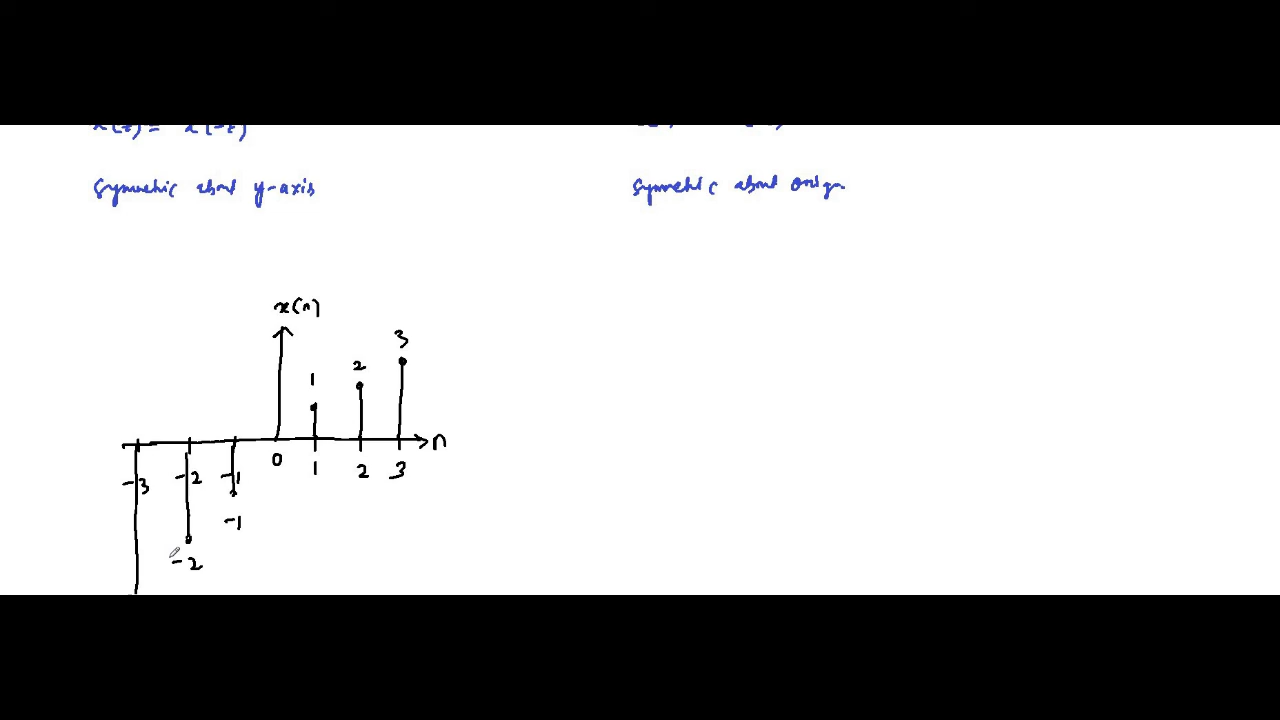 x(t) = x(-t)
Symmetric about y-axis
Symmetric about origin
x(n)
3
2
1
n
-3 -2 -1 0 1 2 3
-1
-2